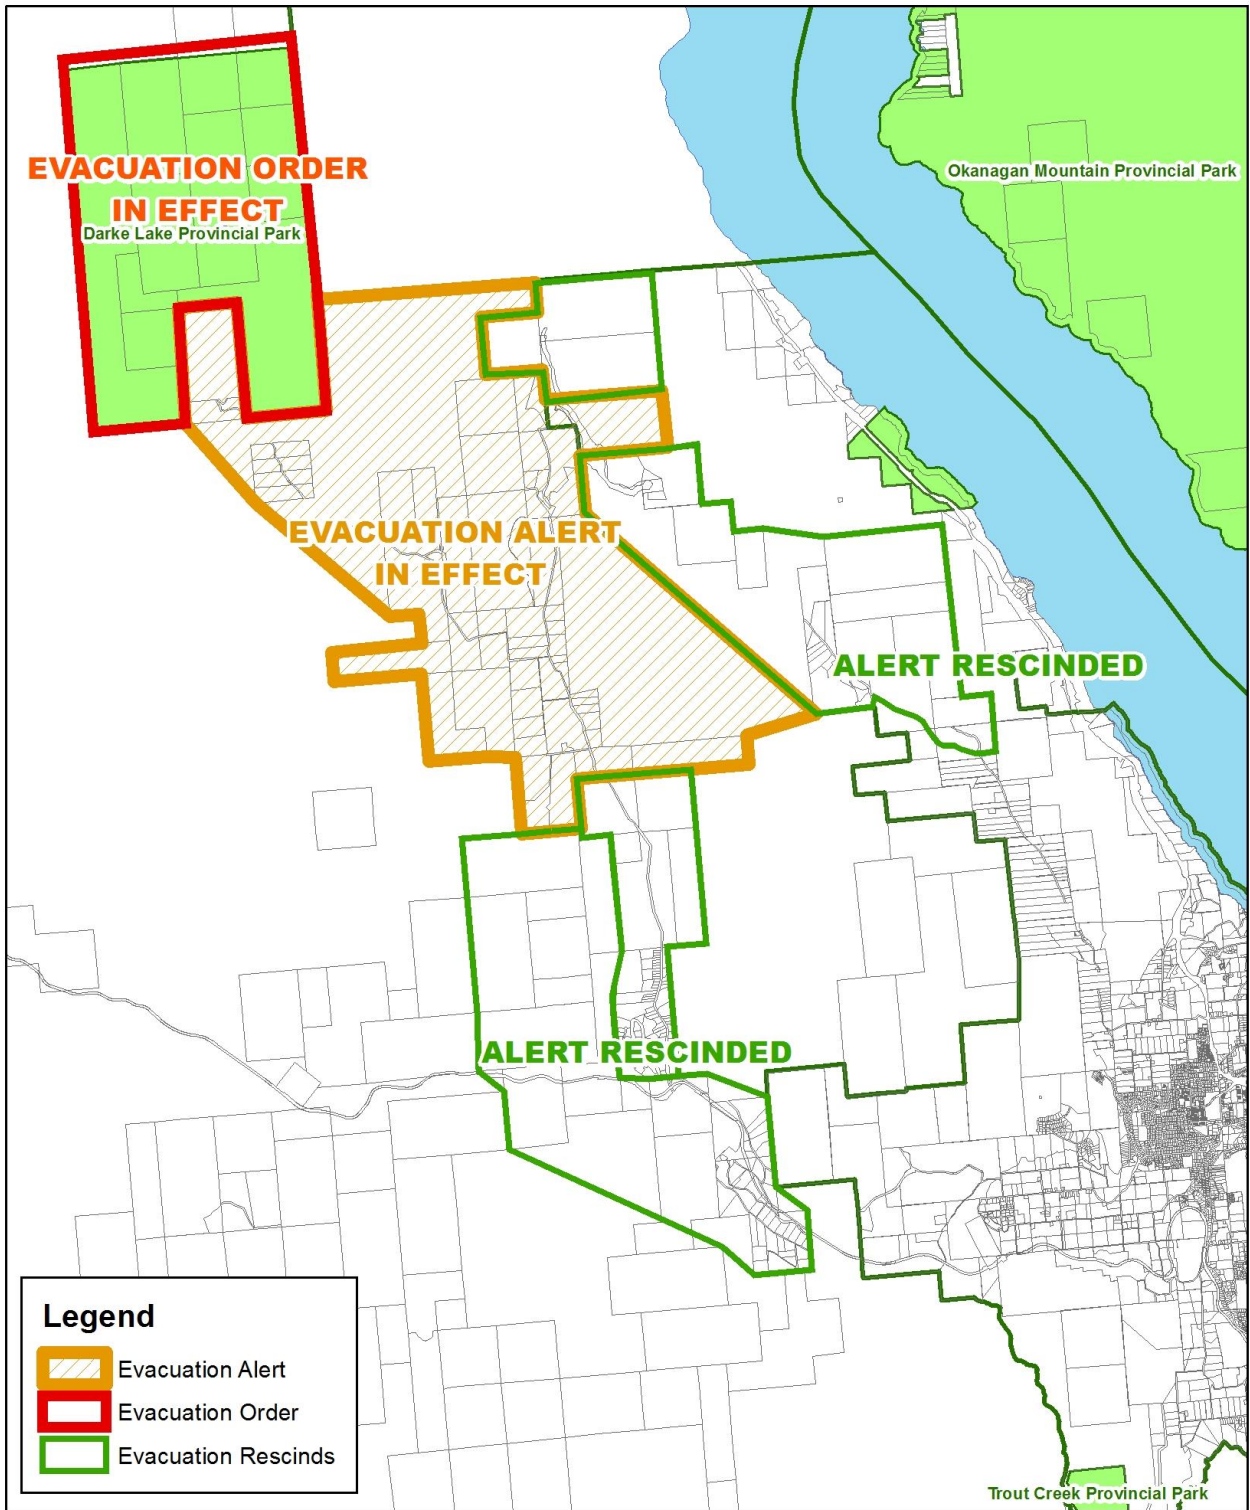 EVACUATION ORDER
IN EFFECT
Darke Lake Provincial Park
Okanagan Mountain Provincial Park
EVACUATION ALERT
IN EFFECT
ALERT RESCINDED
ALERT RESCINDED
Legend
Evacuation Alert
Evacuation Order
Evacuation Rescinds
Trout Creek Provincial Park